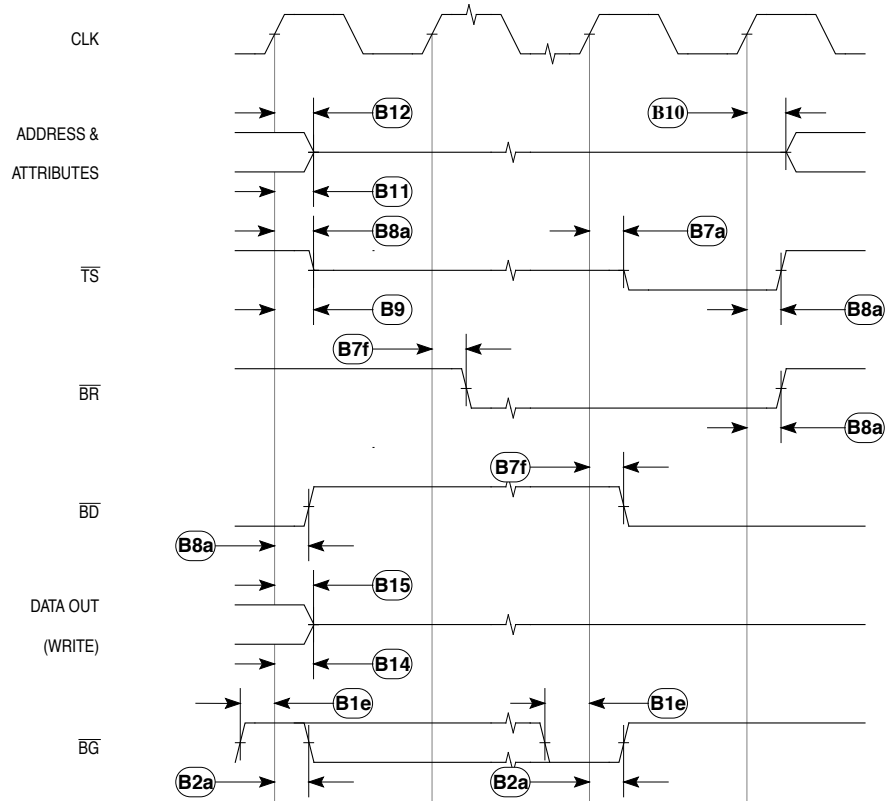 CLK
B12
B10
ADDRESS &
ATTRIBUTES
B11
B8a
B7a
TS
B9
B8a
B7f
BR
B8a
B7f
BD
B8a
B15
DATA OUT
(WRITE)
B14
B1e
B1e
BG
B2a
B2a